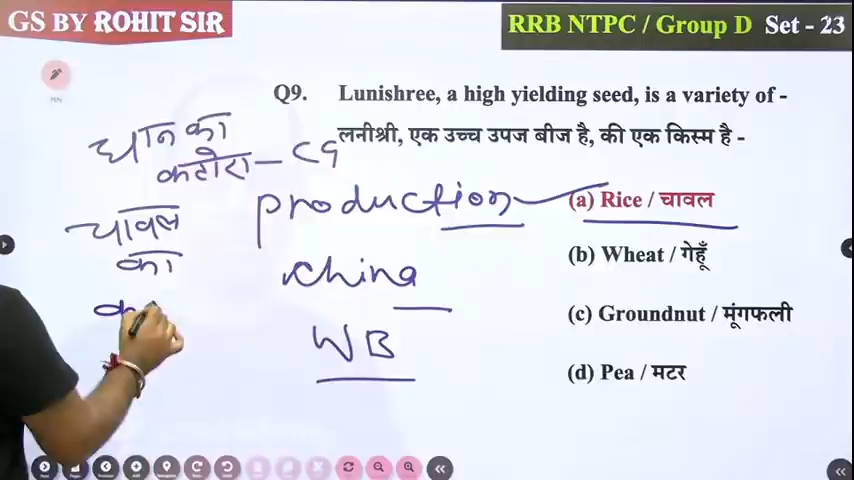 GS BY ROHIT SIR
RRB NTPC / Group D Set - 23
PEN
Q9. Lunishree, a high yielding seed, is a variety of -
लनीश्री, एक उच्च उपज बीज है, की एक किस्म है -
(a) Rice / चावल
(b) Wheat / गेहूँ
(c) Groundnut / मूंगफली
(d) Pea / मटर
धान का
कटोरा – CG
चावल
का
क
production
china
WB